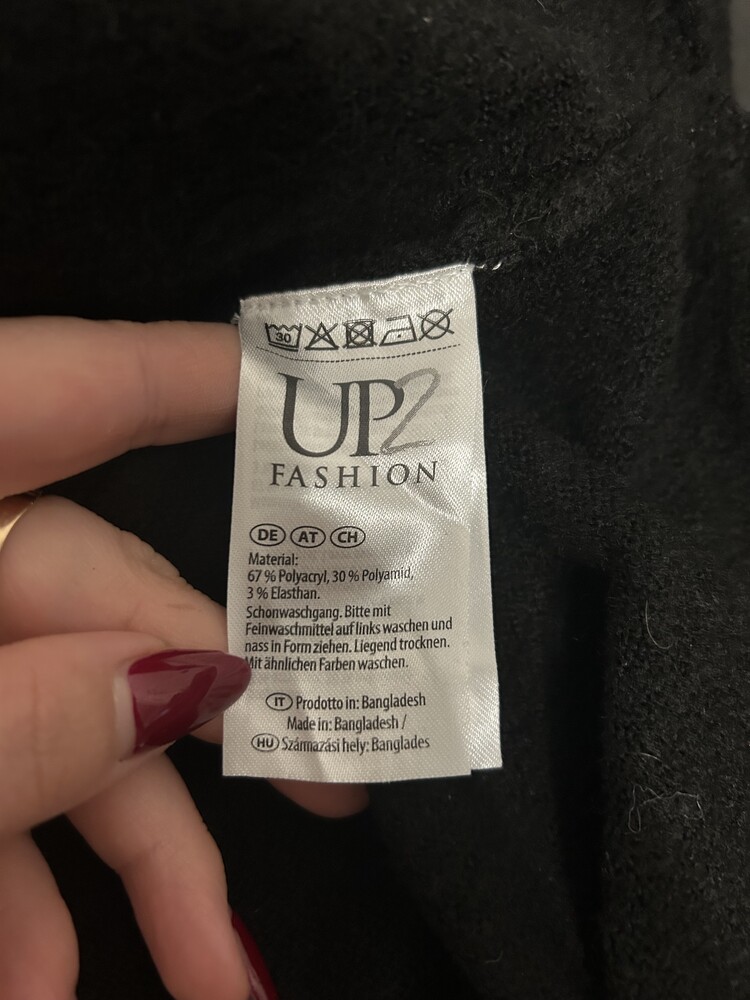 30
UP2
FASHION
DE AT CH
Material:
67 % Polyacryl, 30 % Polyamid,
3 % Elasthan.
Schonwaschgang. Bitte mit
Feinwaschmittel auf links waschen und
nass in Form ziehen. Liegend trocknen.
Mit ähnlichen Farben waschen.
IT Prodotto in: Bangladesh
Made in: Bangladesh /
HU Származási hely: Banglades